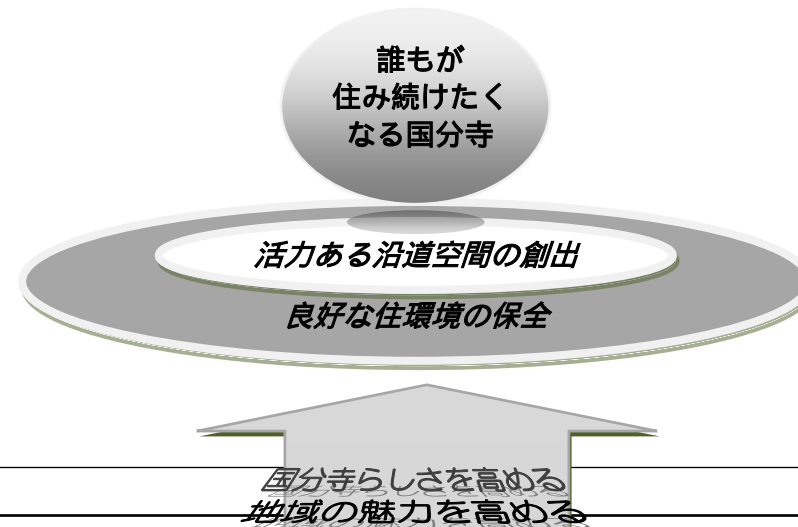 誰もが
住み続けたく
なる国分寺
活力ある沿道空間の創出
良好な住環境の保全
国分寺らしさを高める
地域の魅力を高める